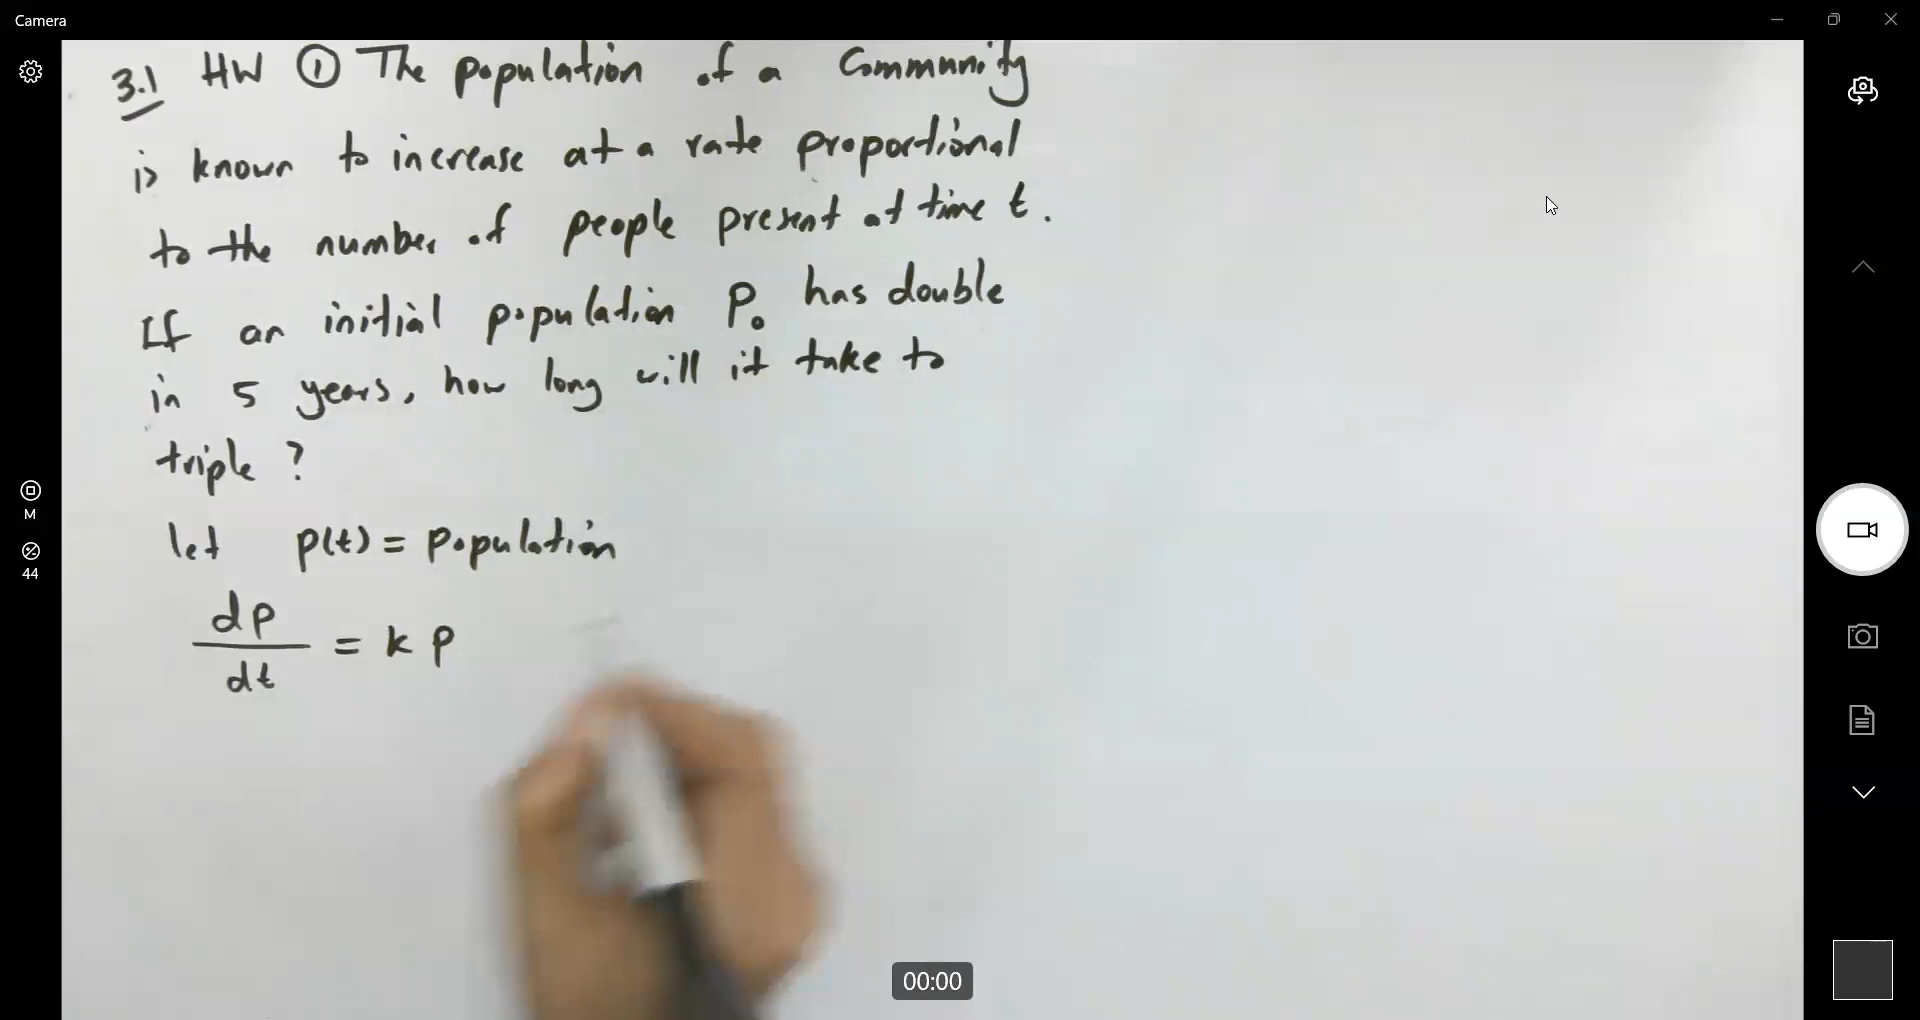 Camera
3.1 HW ① The population of a Community
is known to increase at a rate proportional
to the number of people present at time t.
If an initial population P₀ has double
in 5 years, how long will it take to
triple ?
let p(t) = population
dp
dt
= k p
M
44
00:00